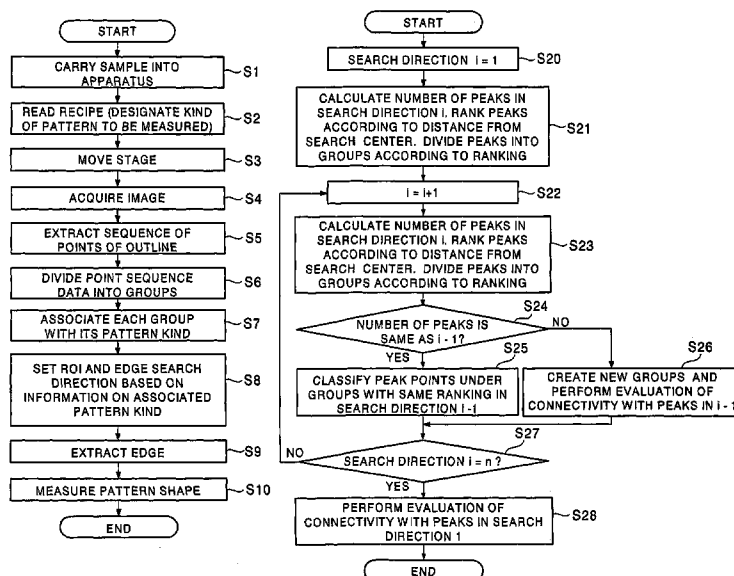 START
CARRY SAMPLE INTO
APPARATUS
S1
READ RECIPE (DESIGNATE KIND
OF PATTERN TO BE MEASURED)
S2
MOVE STAGE
S3
ACQUIRE IMAGE
S4
EXTRACT SEQUENCE OF
POINTS OF OUTLINE
S5
DIVIDE POINT SEQUENCE
DATA INTO GROUPS
S6
ASSOCIATE EACH GROUP
WITH ITS PATTERN KIND
S7
SET ROI AND EDGE SEARCH
DIRECTION BASED ON
INFORMATION ON ASSOCIATED
PATTERN KIND
S8
EXTRACT EDGE
S9
MEASURE PATTERN SHAPE
S10
END
START
SEARCH DIRECTION i = 1
S20
CALCULATE NUMBER OF PEAKS IN
SEARCH DIRECTION i. RANK PEAKS
ACCORDING TO DISTANCE FROM
SEARCH CENTER. DIVIDE PEAKS INTO
GROUPS ACCORDING TO RANKING
S21
i = i+1
S22
CALCULATE NUMBER OF PEAKS IN
SEARCH DIRECTION i. RANK PEAKS
ACCORDING TO DISTANCE FROM
SEARCH CENTER. DIVIDE PEAKS INTO
GROUPS ACCORDING TO RANKING
S23
S24
NUMBER OF PEAKS IS
SAME AS i - 1?
NO
YES
S25
CLASSIFY PEAK POINTS UNDER
GROUPS WITH SAME RANKING IN
SEARCH DIRECTION i-1
S26
CREATE NEW GROUPS AND
PERFORM EVALUATION OF
CONNECTIVITY WITH PEAKS IN i - 1
S27
NO
SEARCH DIRECTION i = n ?
YES
PERFORM EVALUATION OF
CONNECTIVITY WITH PEAKS IN SEARCH
DIRECTION 1
S28
END